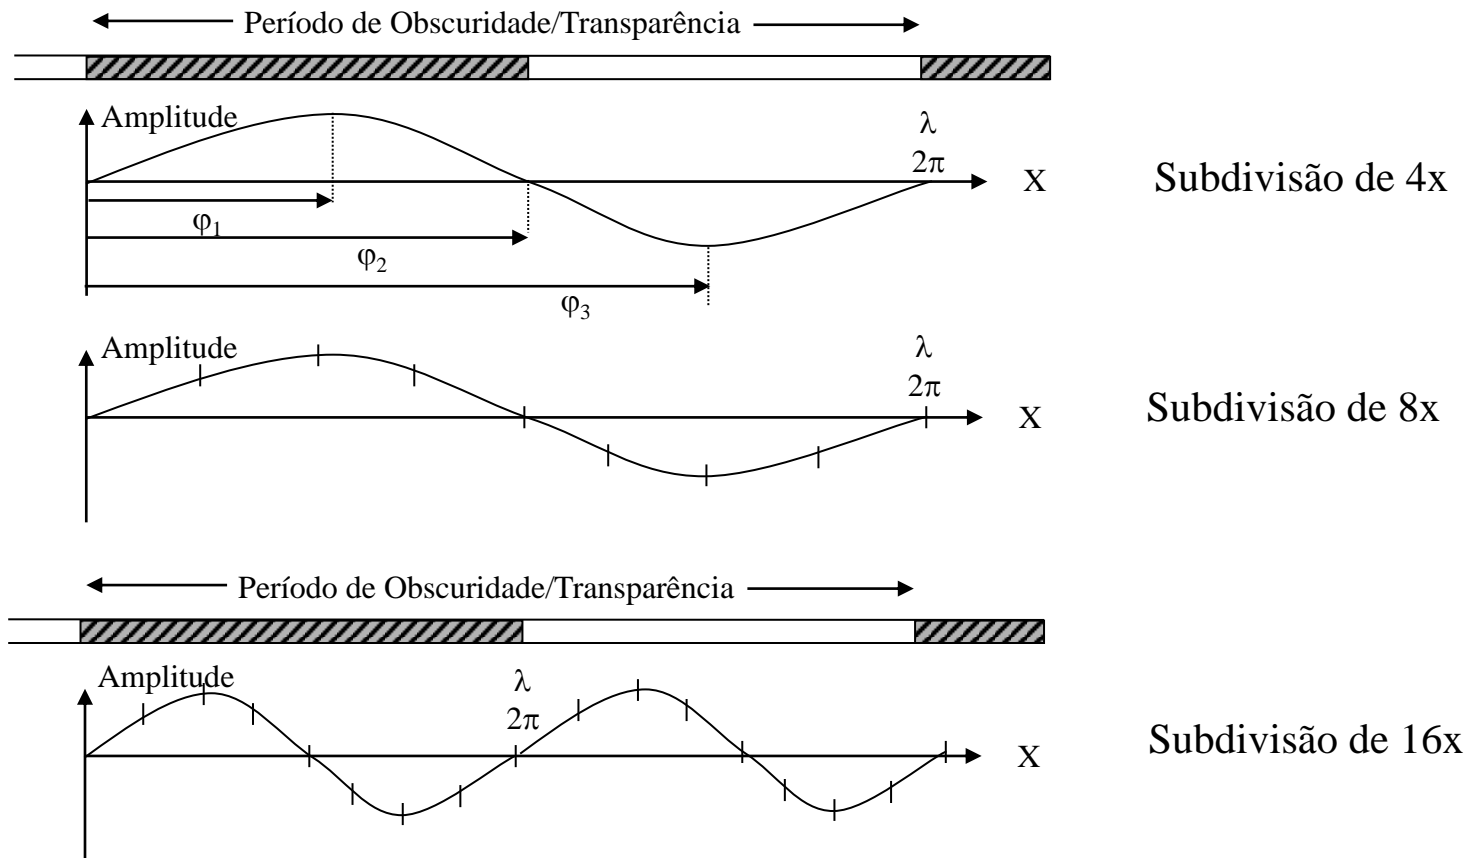 Período de Obscuridade/Transparência
Amplitude
λ
2π
X
Subdivisão de 4x
φ1
φ2
φ3
Amplitude
λ
2π
X
Subdivisão de 8x
Período de Obscuridade/Transparência
Amplitude
λ
2π
X
Subdivisão de 16x